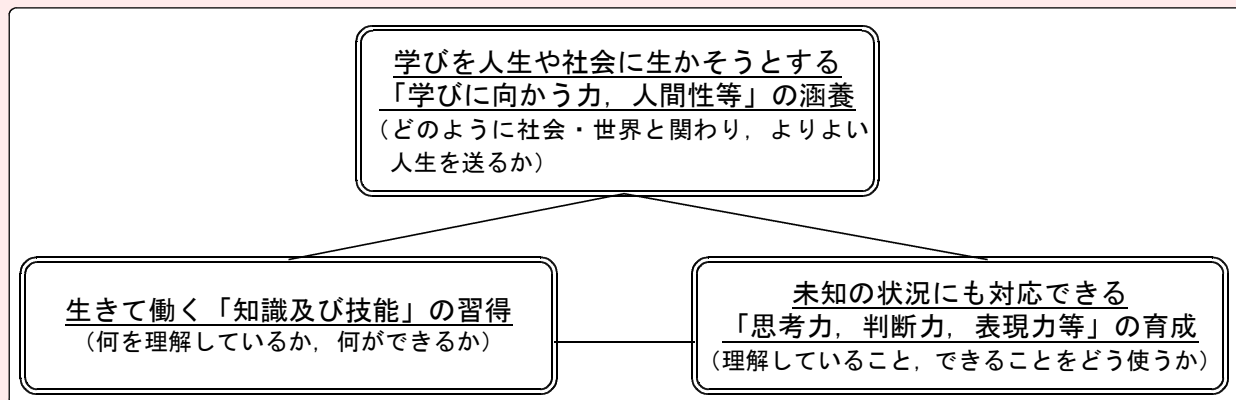 学びを人生や社会に生かそうとする
「学びに向かう力，人間性等」の涵養
（どのように社会・世界と関わり，よりよい
人生を送るか）
生きて働く「知識及び技能」の習得
（何を理解しているか，何ができるか）
未知の状況にも対応できる
「思考力，判断力，表現力等」の育成
（理解していること，できることをどう使うか）